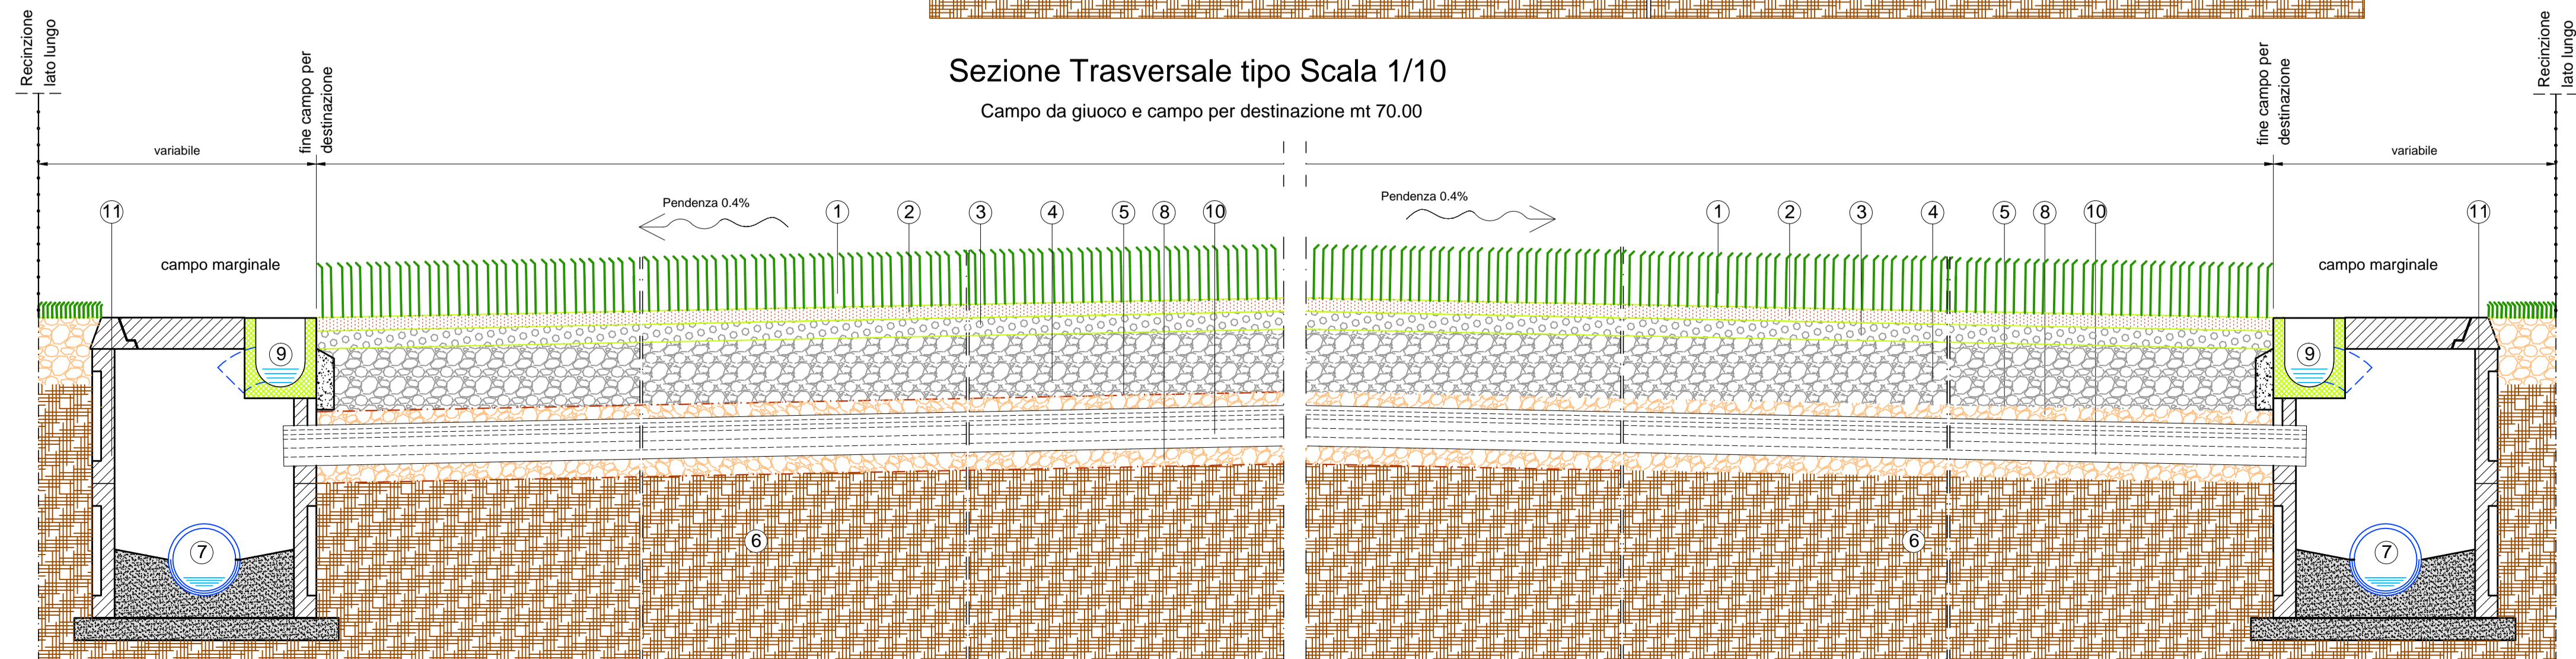 Recinzione
lato lungo
fine campo per
destinazione
Sezione Trasversale tipo Scala 1/10
Campo da giuoco e campo per destinazione mt 70.00
fine campo per
destinazione
Recinzione
lato lungo
variabile
variabile
Pendenza 0.4%
Pendenza 0.4%
11
1
2
3
4
5
8
10
1
2
3
4
5
8
10
11
campo marginale
campo marginale
9
9
6
6
7
7